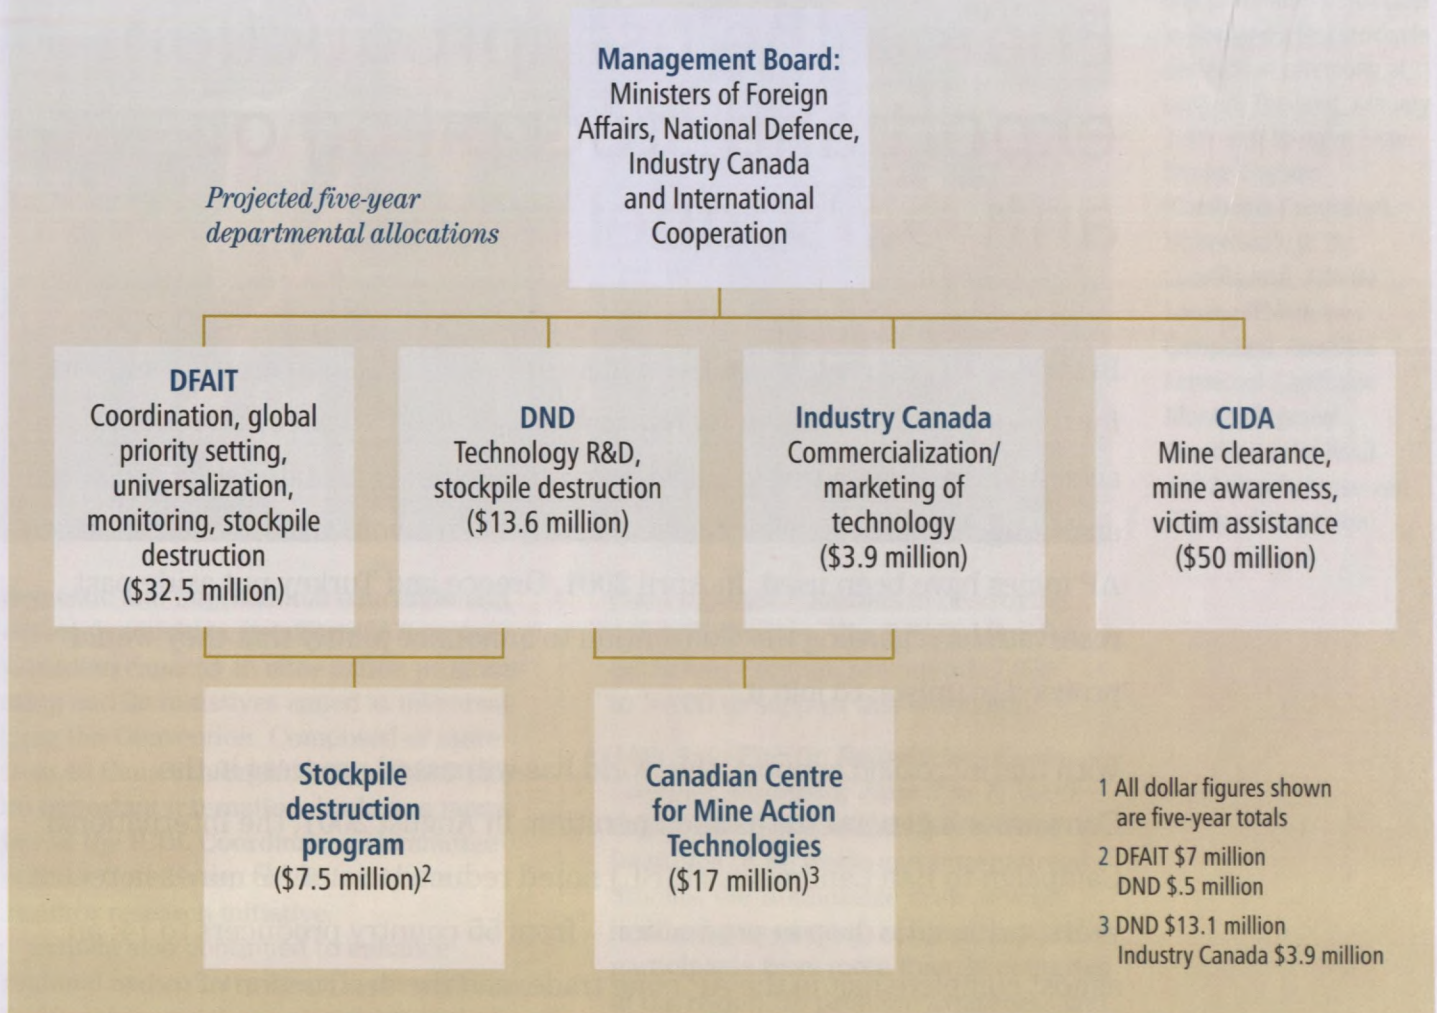 Management Board:
Ministers of Foreign
Affairs, National Defence,
Industry Canada
and International
Cooperation
Projected five-year
departmental allocations
DFAIT
Coordination, global
priority setting,
universalization,
monitoring, stockpile
destruction
($32.5 million)
DND
Technology R&D,
stockpile destruction
($13.6 million)
Industry Canada
Commercialization/
marketing of
technology
($3.9 million)
CIDA
Mine clearance,
mine awareness,
victim assistance
($50 million)
Stockpile
destruction
program
($7.5 million)2
Canadian Centre
for Mine Action
Technologies
($17 million)3
1 All dollar figures shown
are five-year totals
2 DFAIT $7 million
DND $.5 million
3 DND $13.1 million
Industry Canada $3.9 million